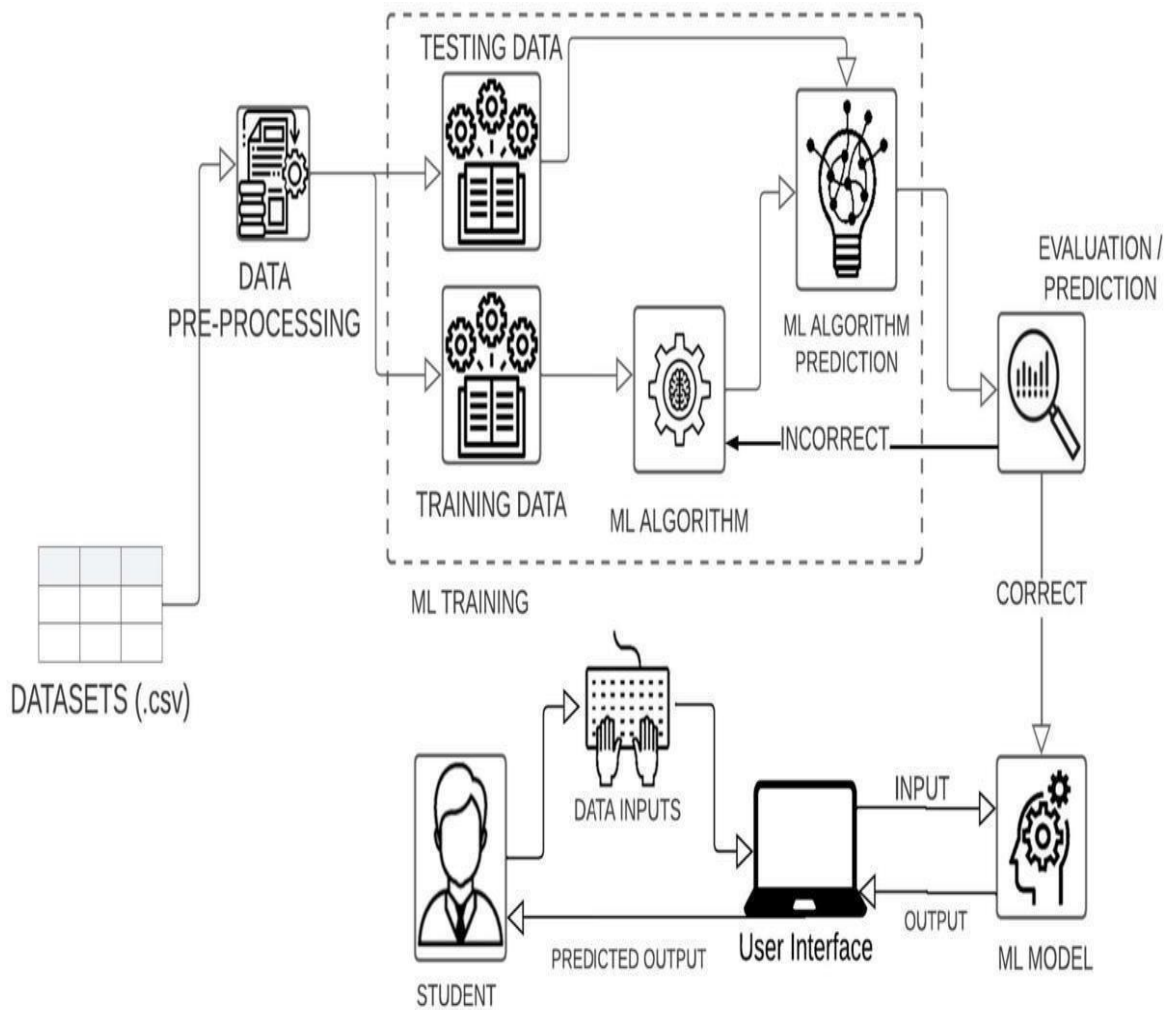 TESTING DATA
DATA
PRE-PROCESSING
EVALUATION /
PREDICTION
ML ALGORITHM
PREDICTION
INCORRECT
TRAINING DATA
ML ALGORITHM
ML TRAINING
CORRECT
DATASETS (.csv)
DATA INPUTS
INPUT
OUTPUT
PREDICTED OUTPUT
User Interface
ML MODEL
STUDENT